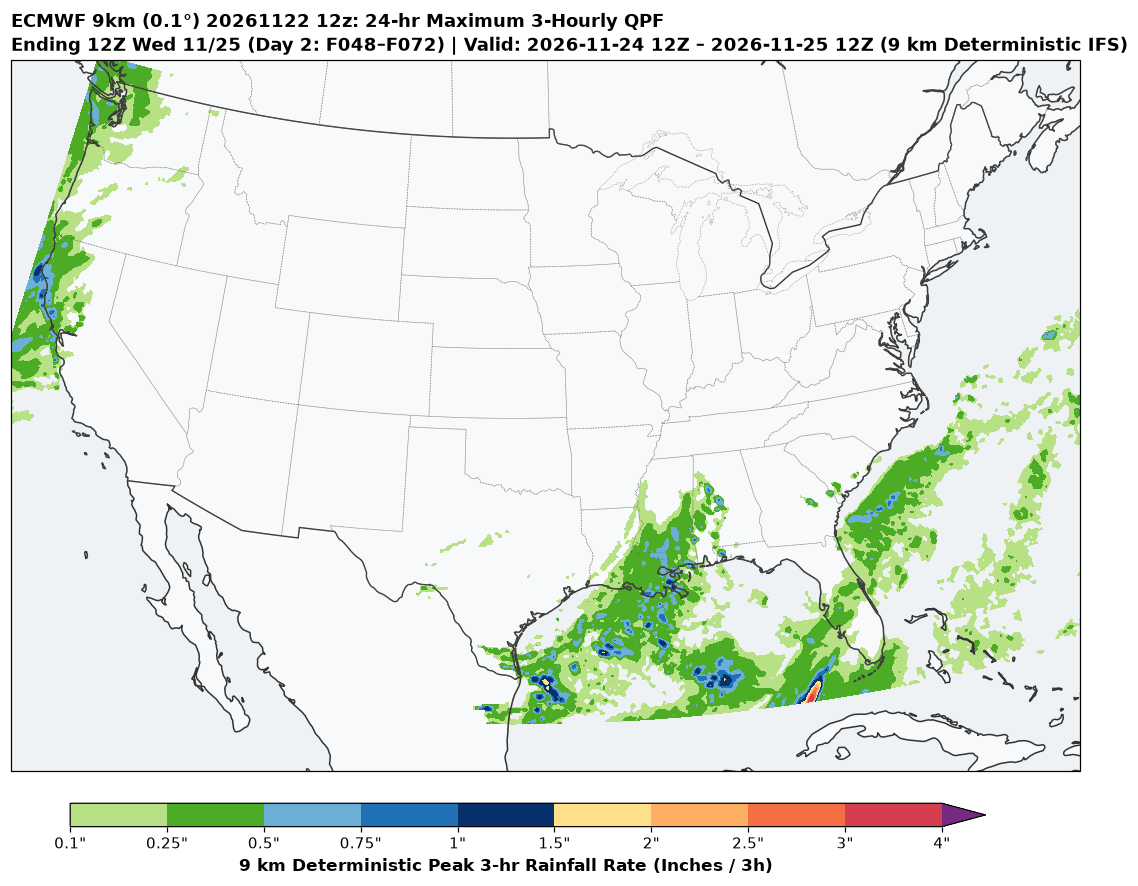 ECMWF 9km (0.1°) 20261122 12z: 24-hr Maximum 3-Hourly QPF
Ending 12Z Wed 11/25 (Day 2: F048–F072) | Valid: 2026-11-24 12Z – 2026-11-25 12Z (9 km Deterministic IFS)
0.1" 0.25" 0.5" 0.75" 1" 1.5" 2" 2.5" 3" 4"
9 km Deterministic Peak 3-hr Rainfall Rate (Inches / 3h)